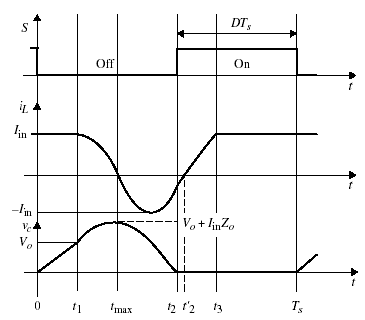 S
DTs
Off
On
t
iL
Iin
t
−Iin
vc
Vo + IinZo
Vo
t
0
t1
tmax
t2
t′2
t3
Ts